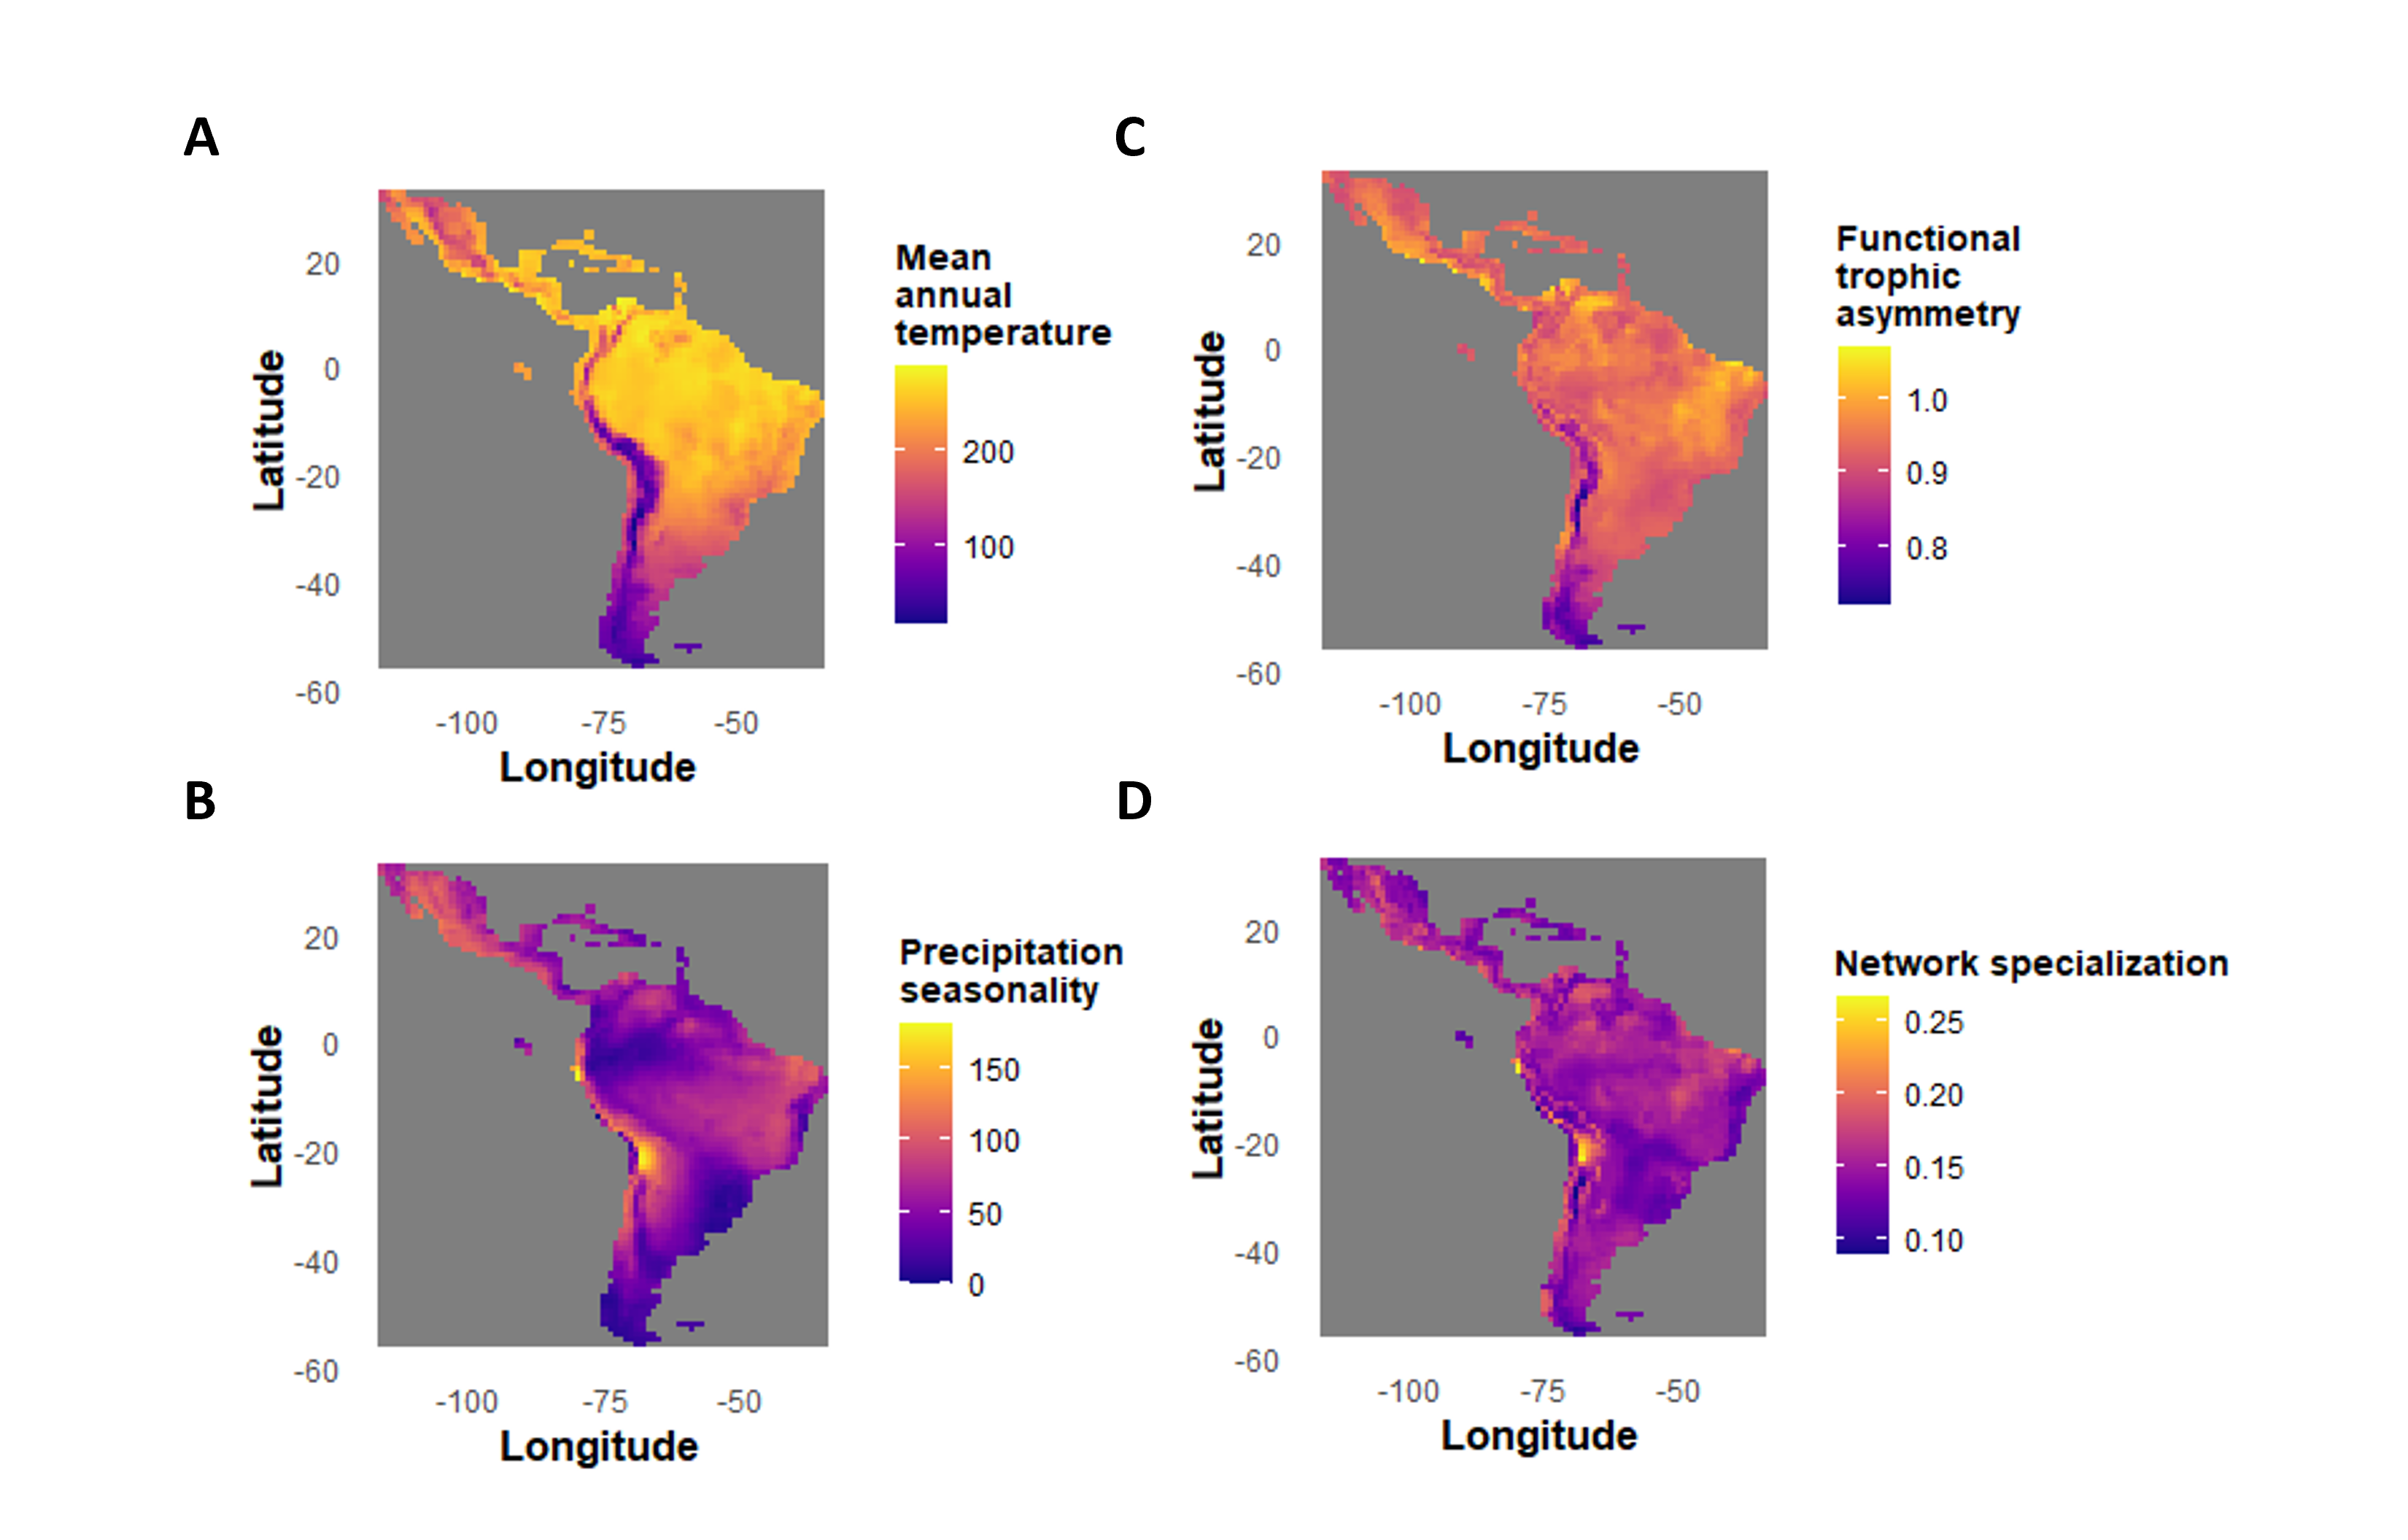 A
20
0
-20
-40
-60
Latitude
-100 -75 -50
Longitude
Mean
annual
temperature
200
100
C
20
0
-20
-40
-60
Latitude
-100 -75 -50
Longitude
Functional
trophic
asymmetry
1.0
0.9
0.8
B
20
0
-20
-40
-60
Latitude
-100 -75 -50
Longitude
Precipitation
seasonality
150
100
50
0
D
20
0
-20
-40
-60
Latitude
-100 -75 -50
Longitude
Network specialization
0.25
0.20
0.15
0.10